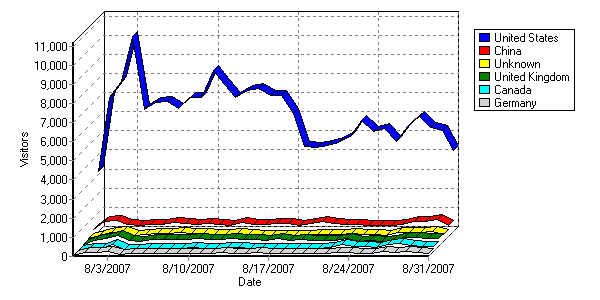 11,000
10,000
9,000
8,000
7,000
6,000
5,000
4,000
3,000
2,000
1,000
0
Visitors
8/3/2007 8/10/2007 8/17/2007 8/24/2007 8/31/2007
Date
United States
China
Unknown
United Kingdom
Canada
Germany